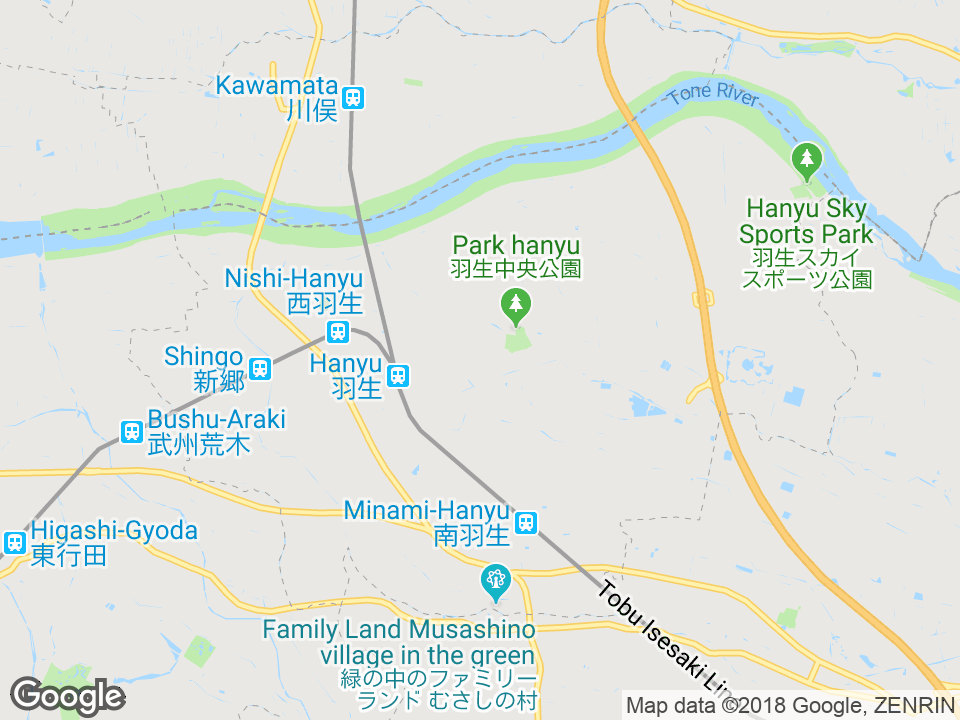 Kawamata
川俣
Tone River
Hanyu Sky
Sports Park
羽生スカイ
スポーツ公園
Park hanyu
羽生中央公園
Nishi-Hanyu
西羽生
Shingo
新郷
Hanyu
羽生
Bushu-Araki
武州荒木
Minami-Hanyu
南羽生
Higashi-Gyoda
東行田
Tobu Isesaki Lin
Family Land Musashino
village in the green
緑の中のファミリー
ランド むさしの村
Google
Map data ©2018 Google, ZENRIN